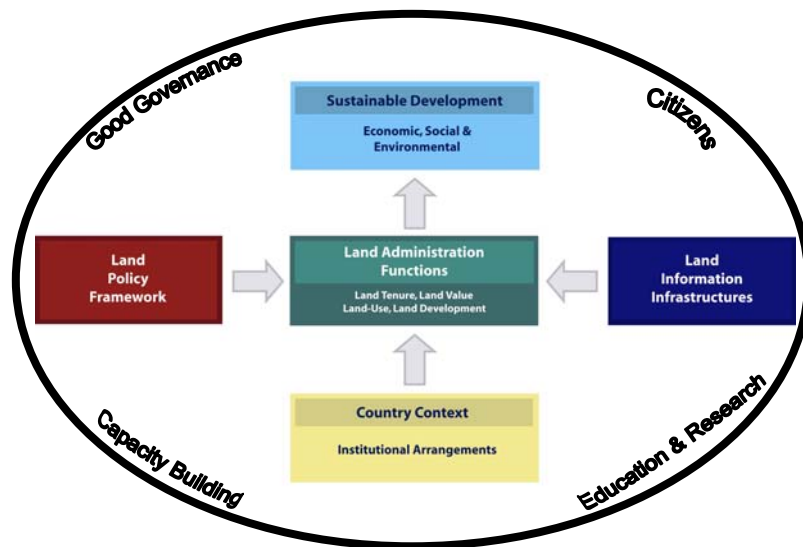 Good Governance
Citizens
Sustainable Development
Economic, Social &
Environmental
Land
Policy
Framework
Land Administration
Functions
Land Tenure, Land Value
Land-Use, Land Development
Land
Information
Infrastructures
Country Context
Institutional Arrangements
Capacity Building
Education & Research